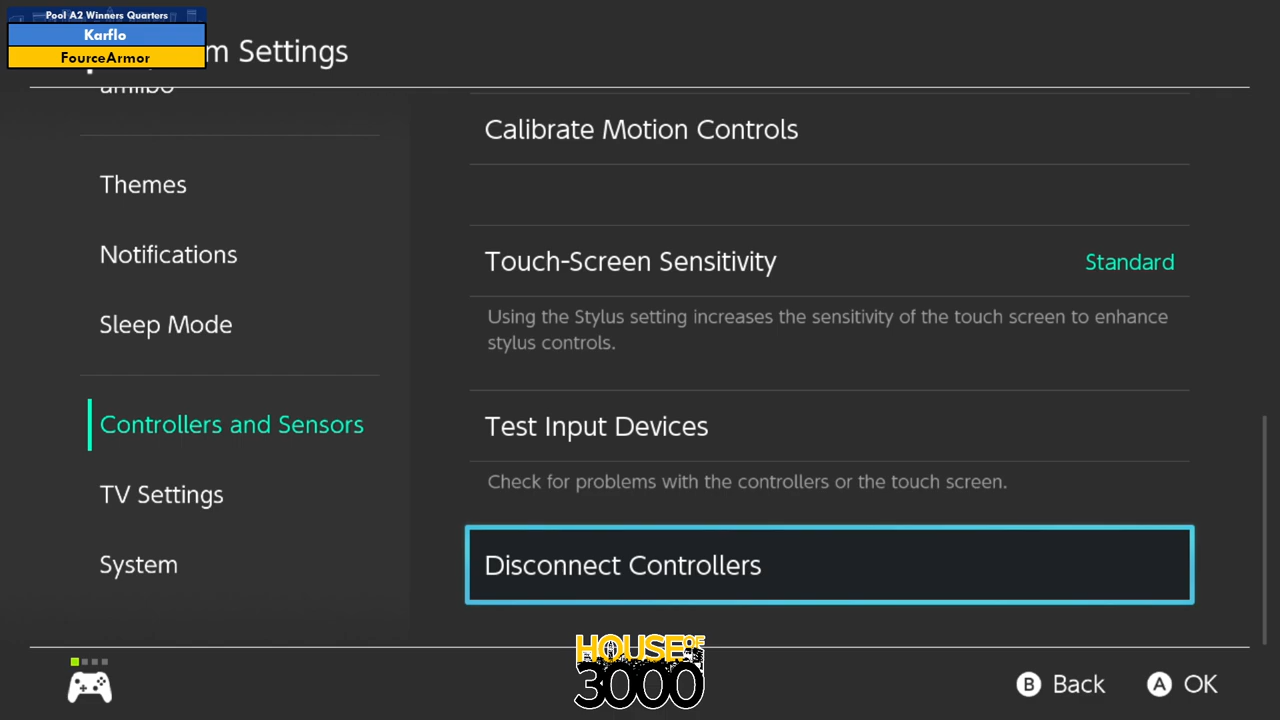 Pool A2 Winners Quarters
Karflo
FourceArmor
m Settings
amiibo
Themes
Notifications
Sleep Mode
Controllers and Sensors
TV Settings
System
Calibrate Motion Controls
Touch-Screen Sensitivity Standard
Using the Stylus setting increases the sensitivity of the touch screen to enhance
stylus controls.
Test Input Devices
Check for problems with the controllers or the touch screen.
Disconnect Controllers
HOUSE OF
3000
B Back A OK